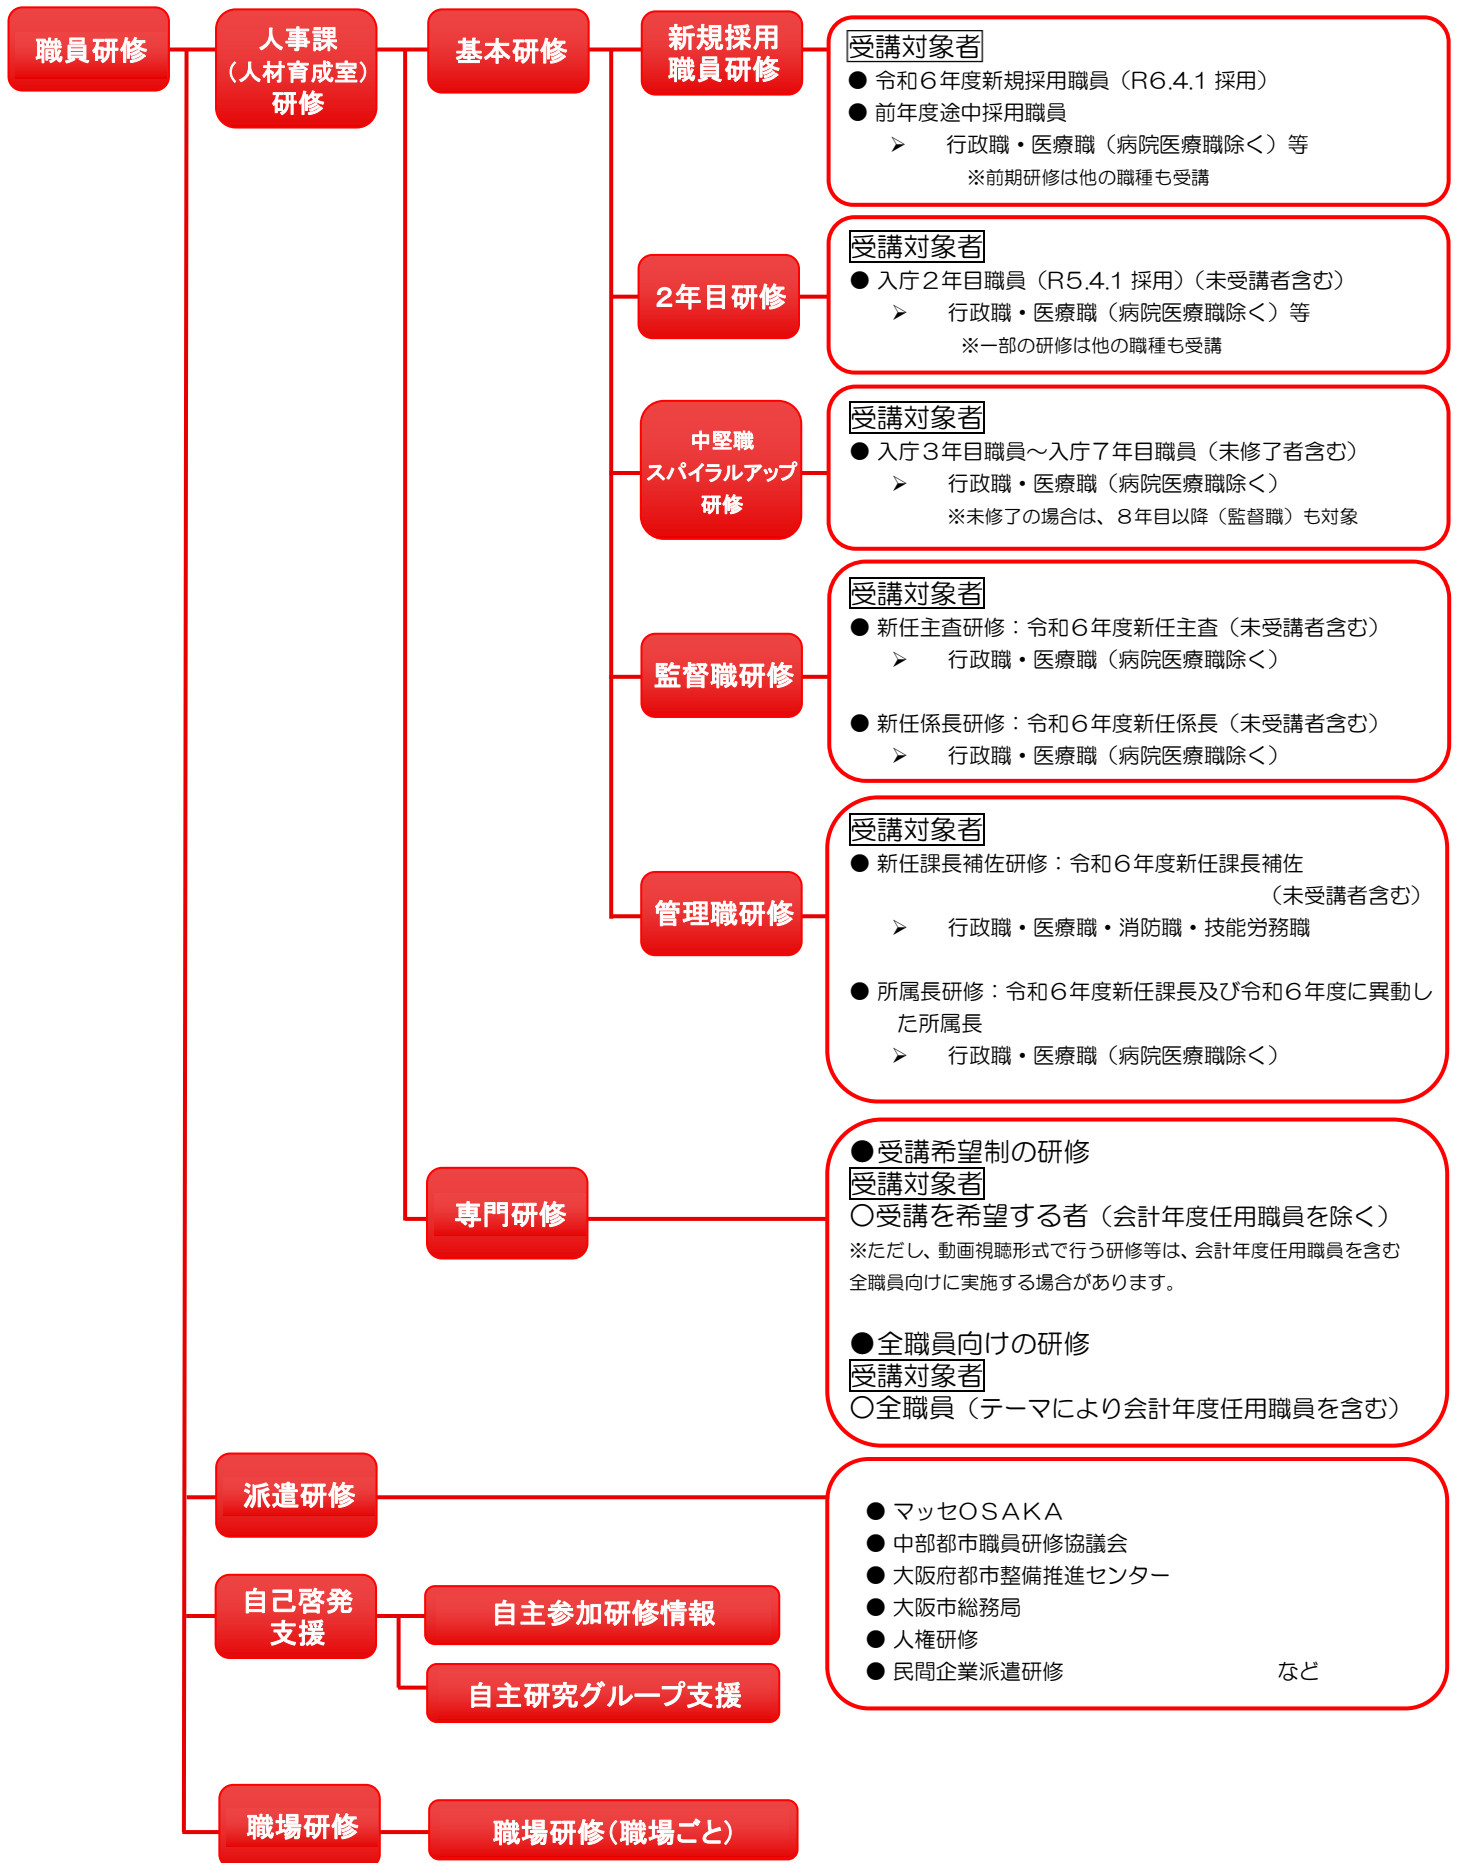 職員研修
人事課
（人材育成室）
研修
基本研修
新規採用
職員研修
受講対象者
● 令和６年度新規採用職員（R6.4.1 採用）
● 前年度途中採用職員
➢ 行政職・医療職（病院医療職除く）等
※前期研修は他の職種も受講
２年目研修
受講対象者
● 入庁２年目職員（R５.4.1 採用）（未受講者含む）
➢ 行政職・医療職（病院医療職除く）等
※一部の研修は他の職種も受講
中堅職
スパイラルアップ
研修
受講対象者
● 入庁３年目職員～入庁７年目職員（未修了者含む）
➢ 行政職・医療職（病院医療職除く）
※未修了の場合は、８年目以降（監督職）も対象
監督職研修
受講対象者
● 新任主査研修：令和６年度新任主査（未受講者含む）
➢ 行政職・医療職（病院医療職除く）
● 新任係長研修：令和６年度新任係長（未受講者含む）
➢ 行政職・医療職（病院医療職除く）
管理職研修
受講対象者
● 新任課長補佐研修：令和６年度新任課長補佐
（未受講者含む）
➢ 行政職・医療職・消防職・技能労務職
● 所属長研修：令和６年度新任課長及び令和６年度に異動し
た所属長
➢ 行政職・医療職（病院医療職除く）
専門研修
●受講希望制の研修
受講対象者
〇受講を希望する者（会計年度任用職員を除く）
※ただし、動画視聴形式で行う研修等は、会計年度任用職員を含む
全職員向けに実施する場合があります。
●全職員向けの研修
受講対象者
〇全職員（テーマにより会計年度任用職員を含む）
派遣研修
● マッセＯＳＡＫＡ
● 中部都市職員研修協議会
● 大阪府都市整備推進センター
● 大阪市総務局
● 人権研修
● 民間企業派遣研修 など
自己啓発
支援
自主参加研修情報
自主研究グループ支援
職場研修
職場研修（職場ごと）